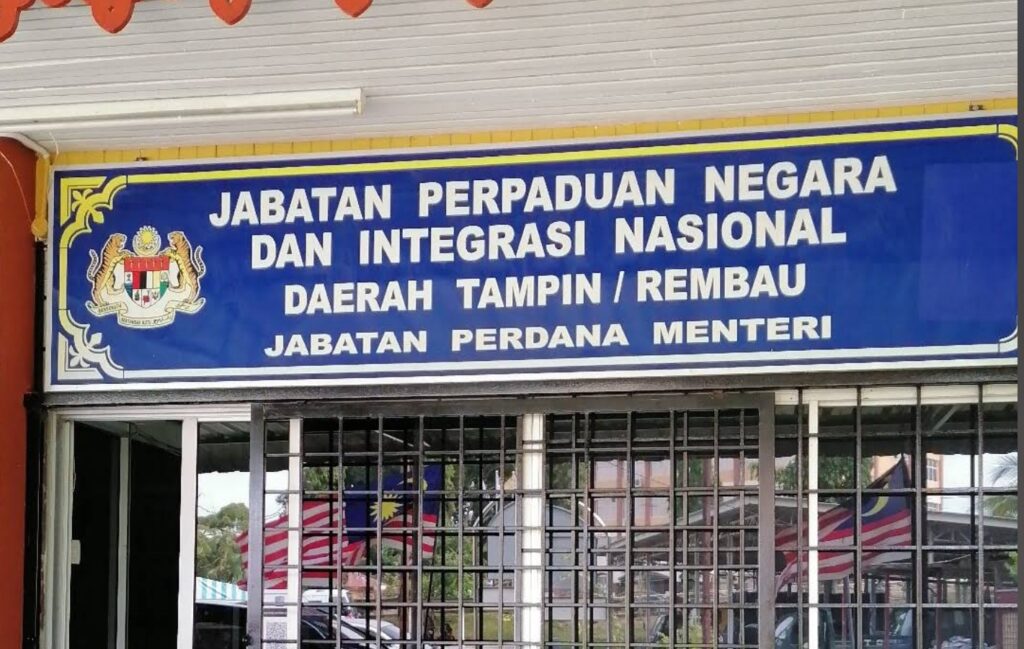 JABATAN PERPADUAN NEGARA
DAN INTEGRASI NASIONAL
DAERAH TAMPIN / REMBAU
JABATAN PERDANA MENTERI